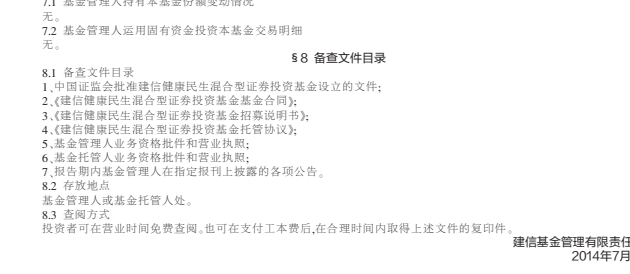 7.1 基金管理人持有本基金份额变动情况
无。
7.2 基金管理人运用固有资金投资本基金交易明细
无。
§8 备查文件目录
8.1 备查文件目录
1、中国证监会批准建信健康民生混合型证券投资基金设立的文件;
2、《建信健康民生混合型证券投资基金基金合同》;
3、《建信健康民生混合型证券投资基金招募说明书》;
4、《建信健康民生混合型证券投资基金托管协议》;
5、基金管理人业务资格批件和营业执照;
6、基金托管人业务资格批件和营业执照;
7、报告期内基金管理人在指定报刊上披露的各项公告。
8.2 存放地点
基金管理人或基金托管人处。
8.3 查阅方式
投资者可在营业时间免费查阅。也可在支付工本费后,在合理时间内取得上述文件的复印件。
建信基金管理有限责任
2014年7月